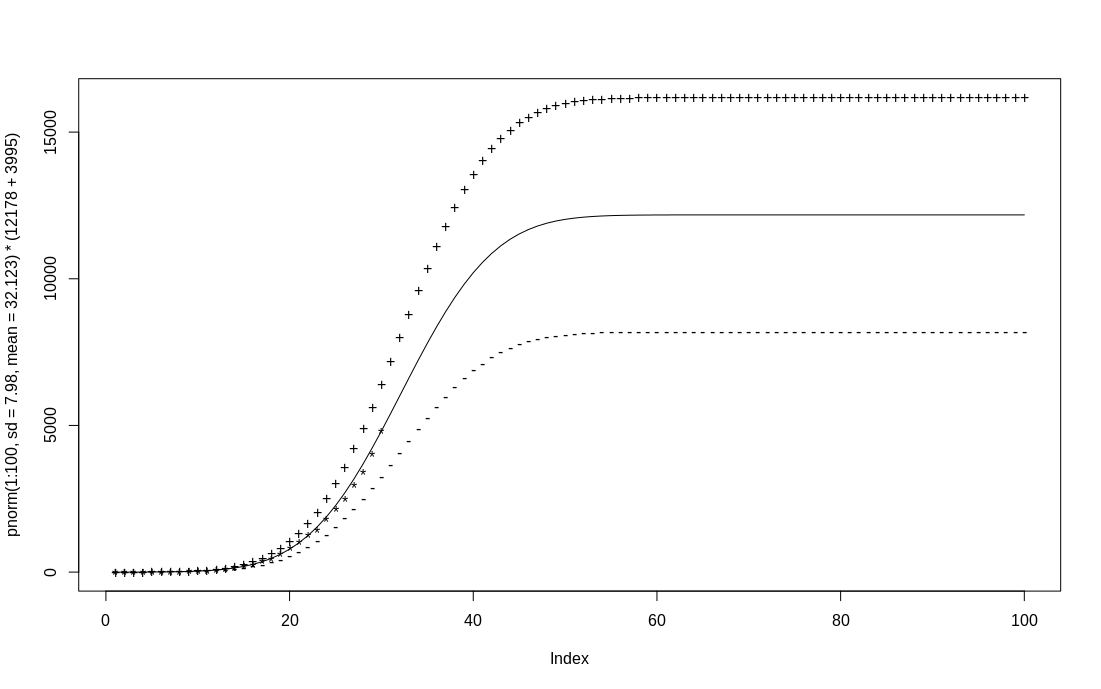 pnorm(1:100, sd = 7.98, mean = 32.123) * (12178 + 3995)
15000
10000
5000
0
0 20 40 60 80 100
Index